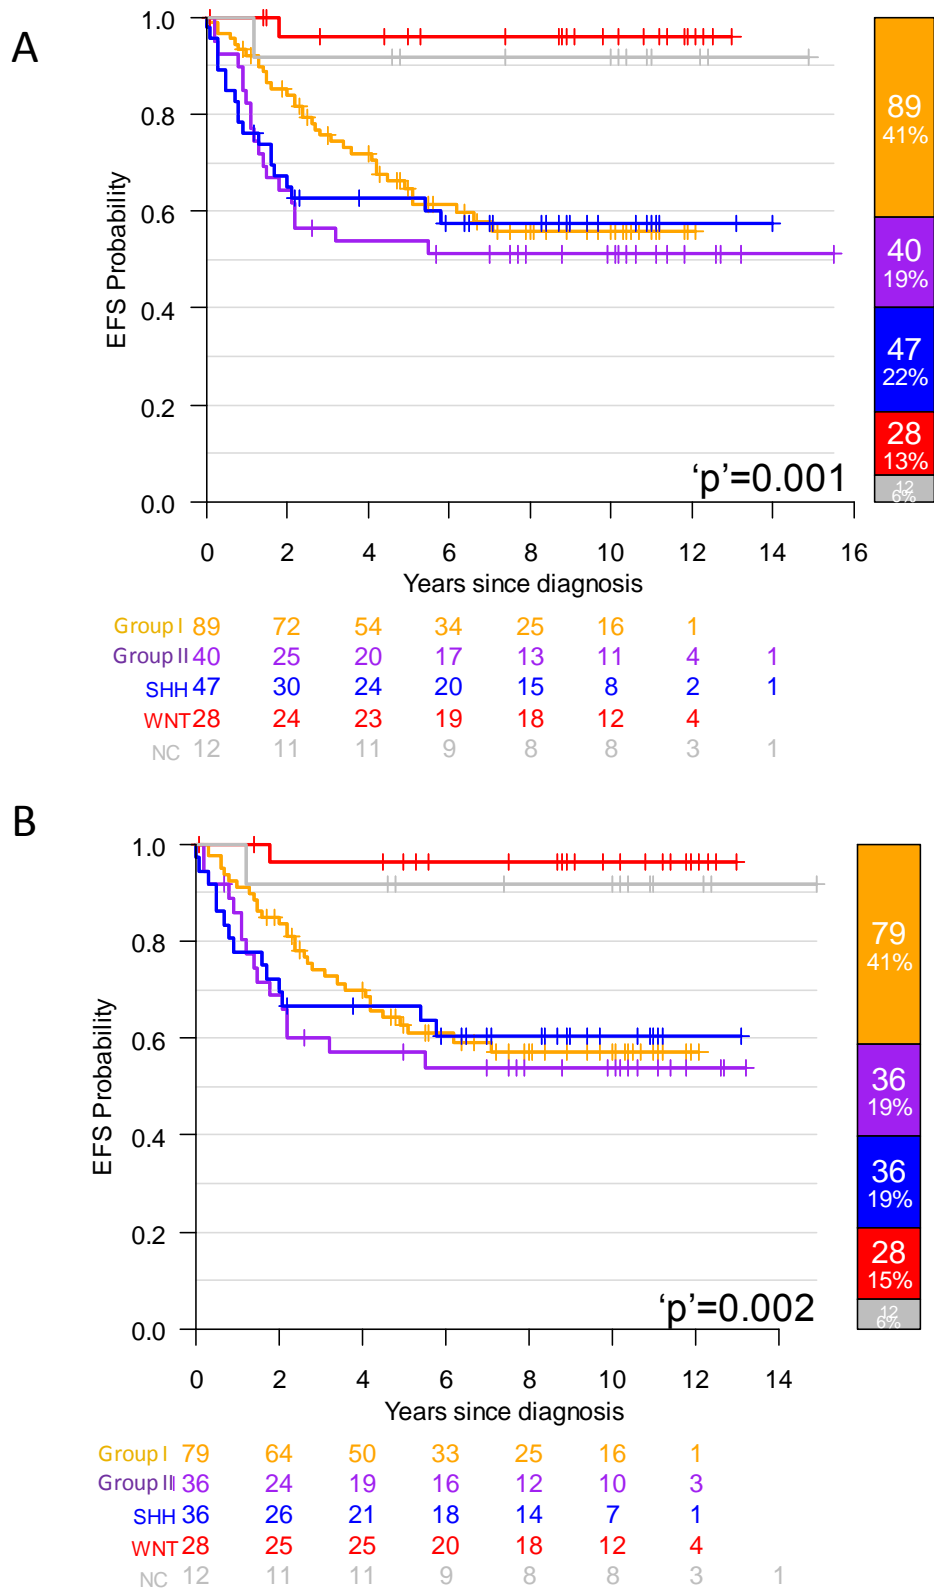 A
1.0
0.8
0.6
0.4
0.2
0.0
EFS Probability
'p'=0.001
0 2 4 6 8 10 12 14 16
Years since diagnosis
89
41%
40
19%
47
22%
28
13%
12
6%
Group I 89 72 54 34 25 16 1
Group II 40 25 20 17 13 11 4 1
SHH 47 30 24 20 15 8 2 1
WNT 28 24 23 19 18 12 4
NC 12 11 11 9 8 8 3 1
B
1.0
0.8
0.6
0.4
0.2
0.0
EFS Probability
'p'=0.002
0 2 4 6 8 10 12 14
Years since diagnosis
79
41%
36
19%
36
19%
28
15%
12
6%
Group I 79 64 50 33 25 16 1
Group II 36 24 19 16 12 10 3
SHH 36 26 21 18 14 7 1
WNT 28 25 25 20 18 12 4
NC 12 11 11 9 8 8 3 1